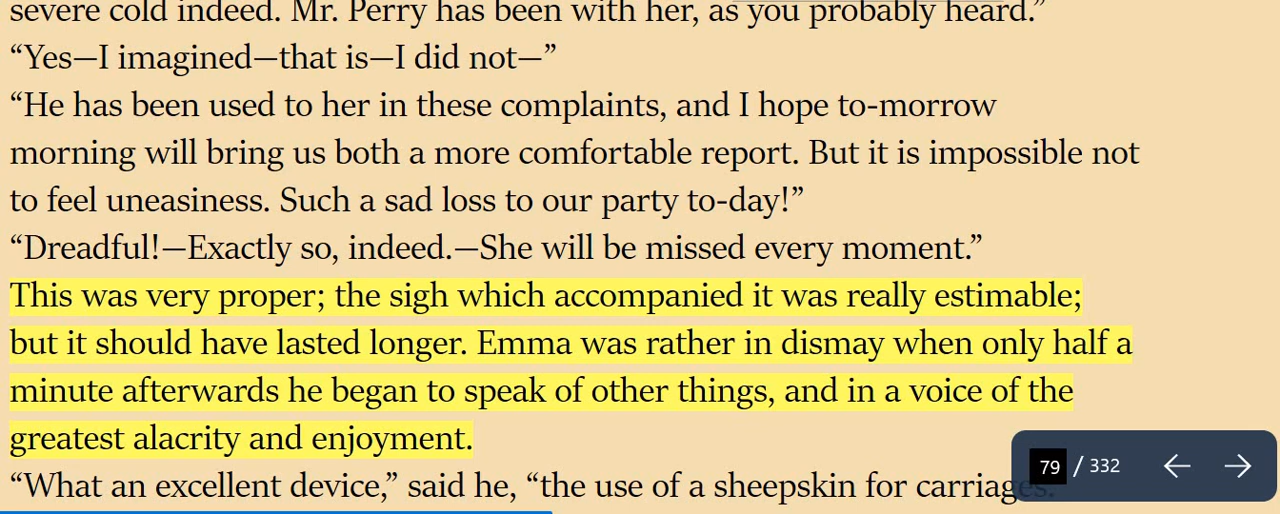 severe cold indeed. Mr. Perry has been with her, as you probably heard.”
“Yes—I imagined—that is—I did not—”
“He has been used to her in these complaints, and I hope to-morrow
morning will bring us both a more comfortable report. But it is impossible not
to feel uneasiness. Such a sad loss to our party to-day!”
“Dreadful!—Exactly so, indeed.—She will be missed every moment.”
This was very proper; the sigh which accompanied it was really estimable;
but it should have lasted longer. Emma was rather in dismay when only half a
minute afterwards he began to speak of other things, and in a voice of the
greatest alacrity and enjoyment.
“What an excellent device,” said he, “the use of a sheepskin for carriages.
79 / 332